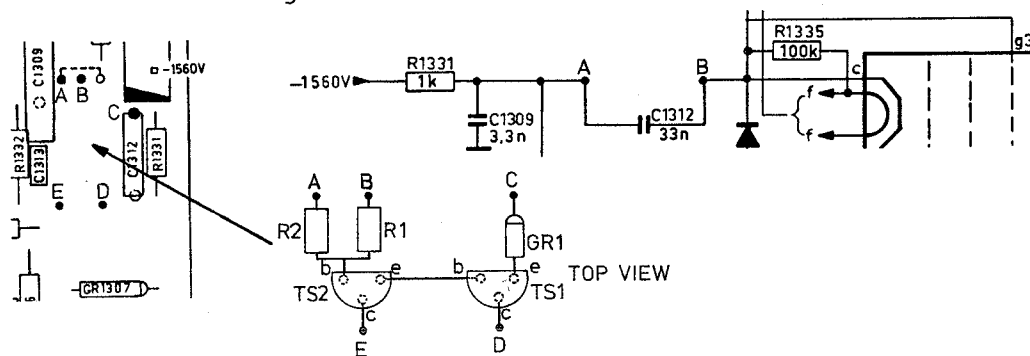 C1309
-1560V
A B
C
R1332
C1313
C1312
R1331
E D
GR1307
-1560V
R1331
1k
A
C1309
3,3n
C1312
33n
B
R1335
100k
c
g3
f
f
A B C
R2 R1 GR1
b e b e
TS2 TS1
TOP VIEW
c c
E D